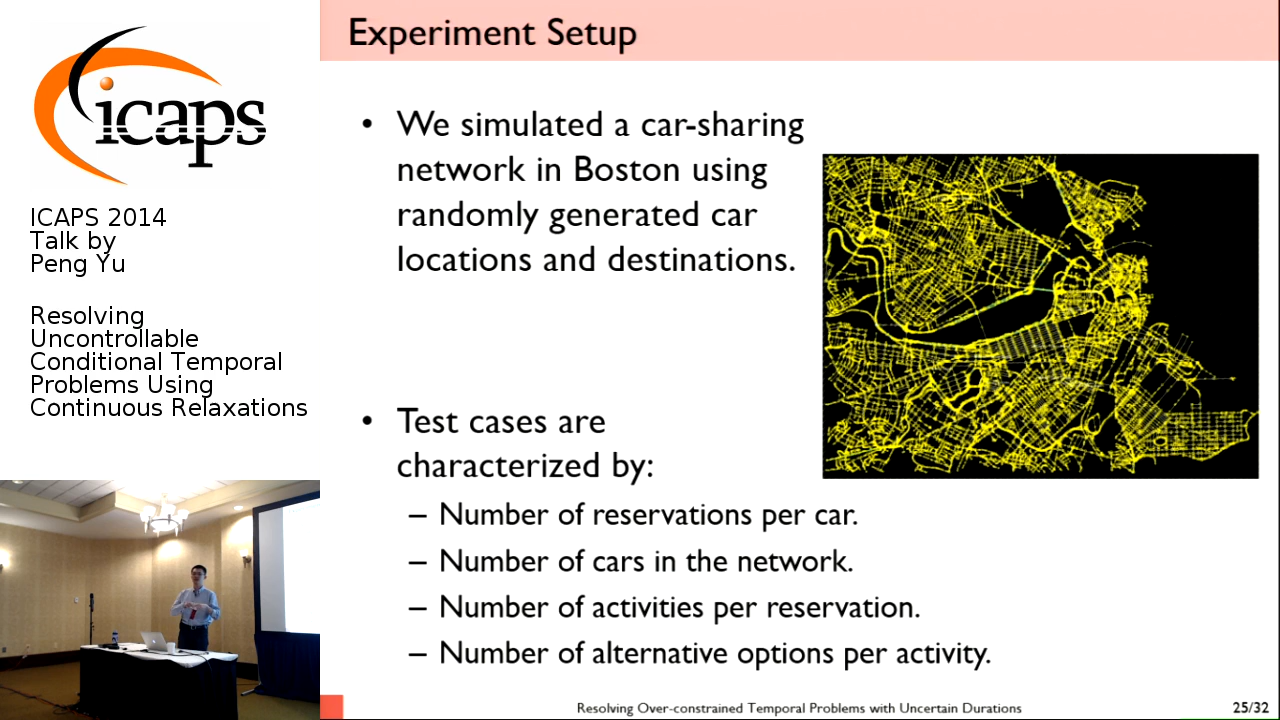 icaps
ICAPS 2014
Talk by
Peng Yu
Resolving
Uncontrollable
Conditional Temporal
Problems Using
Continuous Relaxations
Experiment Setup
• We simulated a car-sharing
network in Boston using
randomly generated car
locations and destinations.
• Test cases are
characterized by:
– Number of reservations per car.
– Number of cars in the network.
– Number of activities per reservation.
– Number of alternative options per activity.
Resolving Over-constrained Temporal Problems with Uncertain Durations
25/32